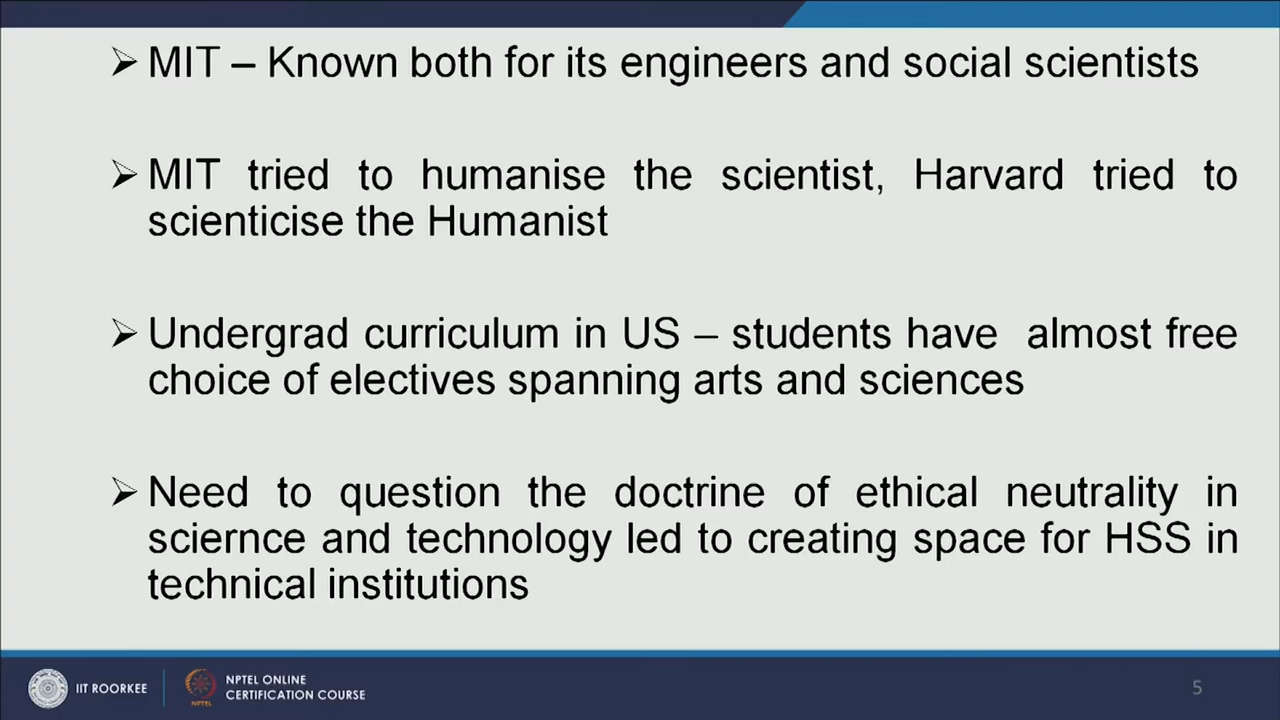 ➢ MIT – Known both for its engineers and social scientists
➢ MIT tried to humanise the scientist, Harvard tried to
scienticise the Humanist
➢ Undergrad curriculum in US – students have almost free
choice of electives spanning arts and sciences
➢ Need to question the doctrine of ethical neutrality in
sciernce and technology led to creating space for HSS in
technical institutions
IIT ROORKEE
NPTEL
NPTEL ONLINE
CERTIFICATION COURSE
5